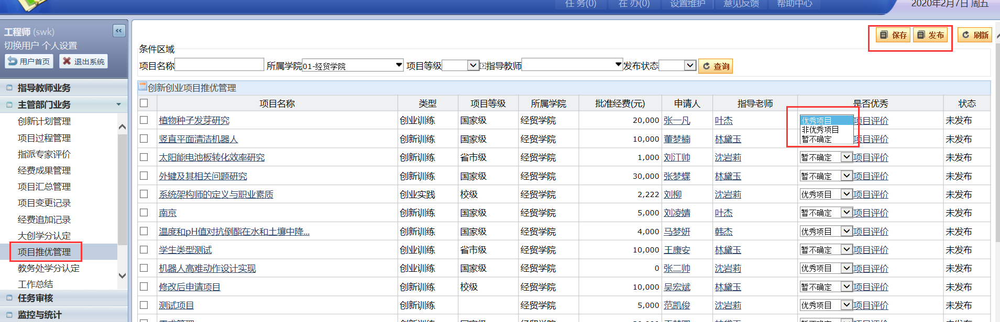 任 务(0) 在 办(0) 设置维护 意见反馈 帮助中心 2020年2月7日 周五
工程师 (swk)
切换用户 个人设置
用户首页 退出系统
指导教师业务
主管部门业务
创新计划管理
项目过程管理
指派专家评价
经费成果管理
项目汇总管理
项目变更记录
经费追加记录
大创学分认定
项目推优管理
教务处学分认定
工作总结
任务审核
监控与统计
保存 发布 刷新
条件区域
项目名称 所属学院 01-经贸学院 项目等级 指导教师 发布状态 查询
创新创业项目推优管理
项目名称 类型 项目等级 所属学院 批准经费(元) 申请人 指导老师 是否优秀 状态
植物种子发芽研究 创业训练 国家级 经贸学院 20,000 张一凡 叶杰 优秀项目 项目评价 未发布
非优秀项目
竖直平面清洁机器人 创新训练 国家级 经贸学院 10,000 董梦楠 林黛玉 暂不确定 项目评价 未发布
太阳能电池板转化效率研究 创新训练 省市级 经贸学院 1,000 刘江帅 沈岩莉 暂不确定 项目评价 未发布
外键及其相关问题研究 创新训练 国家级 经贸学院 30,000 张梦蝶 林黛玉 暂不确定 项目评价 未发布
系统架构师的定义与职业素质 创业实践 校级 经贸学院 2,222 刘柳 沈岩莉 优秀项目 项目评价 未发布
南京 创新训练 国家级 经贸学院 5,000 刘凌婧 叶杰 暂不确定 项目评价 未发布
温度和pH值对抗倒酯在水和土壤中降... 创新训练 国家级 经贸学院 4,000 马梦妍 韩杰 优秀项目 项目评价 未发布
学生类型测试 创业训练 省市级 经贸学院 10,000 王康安 林黛玉 暂不确定 项目评价 未发布
机器人高难动作设计实现 创业训练 国家级 经贸学院 0 张二帅 沈岩莉 优秀项目 项目评价 未发布
修改后申请项目 创新训练 校级 经贸学院 10,000 吴宏斌 林黛玉 暂不确定 项目评价 未发布
测试项目 创新训练 经贸学院 5,000 范凯俊 沈岩莉 优秀项目 项目评价 未发布